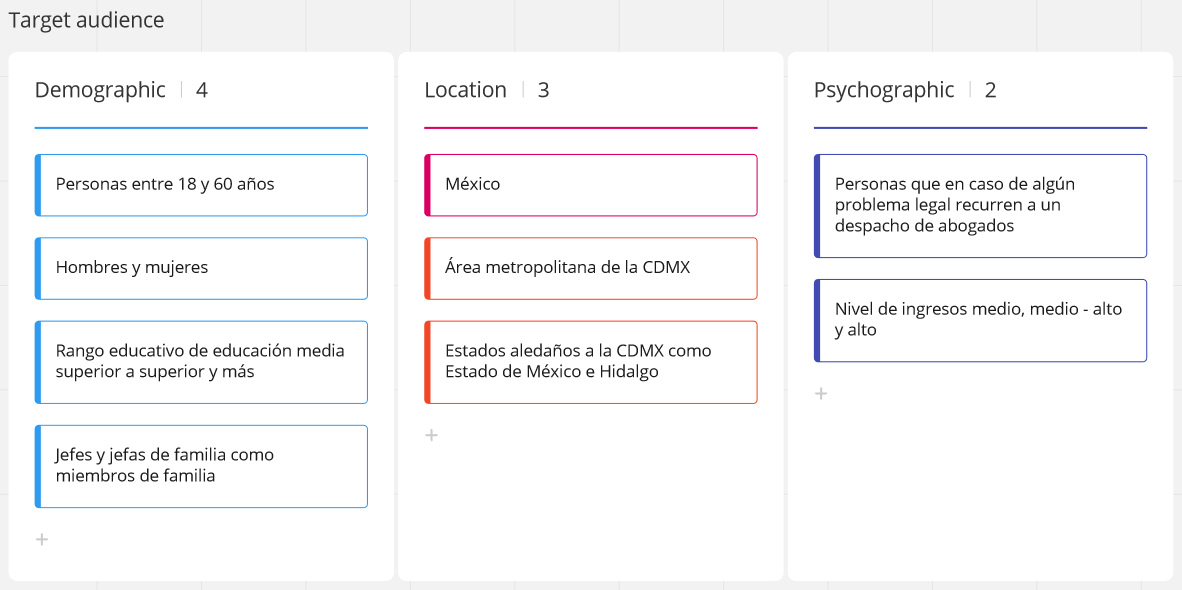 Target audience
Demographic 4
Personas entre 18 y 60 años
Hombres y mujeres
Rango educativo de educación media
superior a superior y más
Jefes y jefas de familia como
miembros de familia
+
Location 3
México
Área metropolitana de la CDMX
Estados aledaños a la CDMX como
Estado de México e Hidalgo
+
Psychographic 2
Personas que en caso de algún
problema legal recurren a un
despacho de abogados
Nivel de ingresos medio, medio - alto
y alto
+